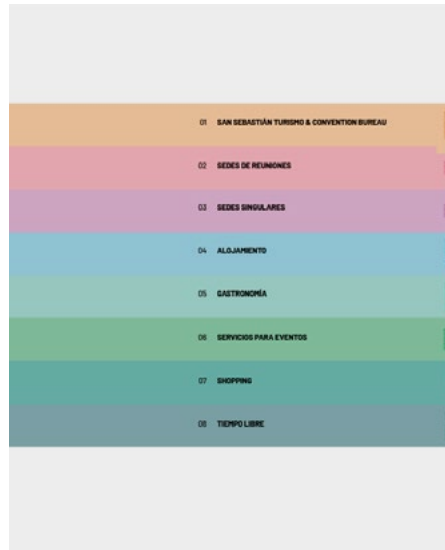 01 SAN SEBASTIÁN TURISMO & CONVENTION BUREAU
02 SEDES DE REUNIONES
03 SEDES SINGULARES
04 ALOJAMIENTO
05 GASTRONOMÍA
06 SERVICIOS PARA EVENTOS
07 SHOPPING
08 TIEMPO LIBRE